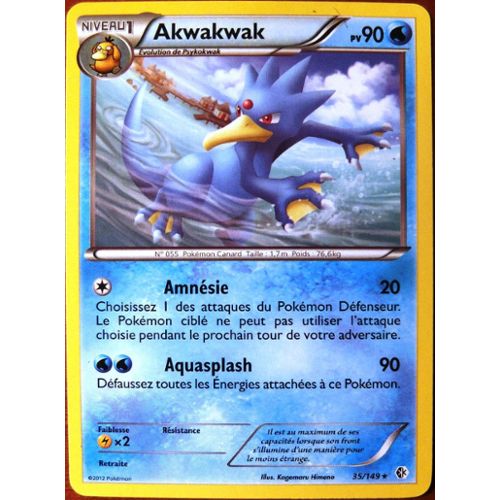 NIVEAU 1
Akwakwak
PV 90
Évolution de Psykokwak
N° 055 Pokémon Canard Taille : 1,7m Poids : 76,6kg
Amnésie 20
Choisissez 1 des attaques du Pokémon Défenseur.
Le Pokémon ciblé ne peut pas utiliser l'attaque
choisie pendant le prochain tour de votre adversaire.
Aquasplash 90
Défaussez toutes les Énergies attachées à ce Pokémon.
Faiblesse
Résistance
×2
Retraite
Il est au maximum de ses
capacités lorsque son front
s'illumine d'une manière pour
le moins étrange.
©2012 Pokémon
Illus. Kagemaru Himeno
35/149